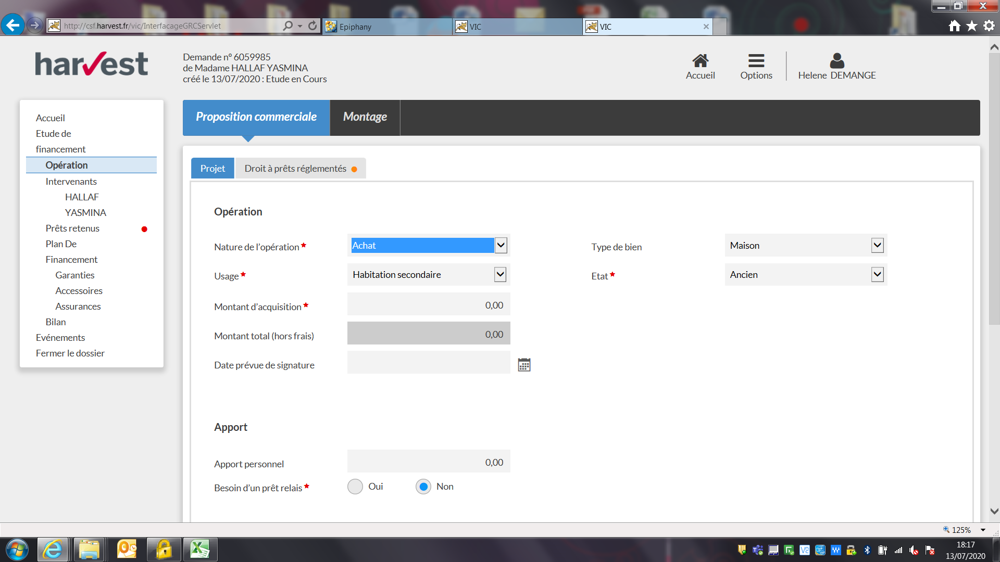 http://csf.harvest.fr/vic/InterfacageGRCServlet
Epiphany
VIC
VIC
harvest
Demande nº 6059985
de Madame HALLAF YASMINA
créé le 13/07/2020 : Etude en Cours
Accueil
Options
Helene DEMANGE
Accueil
Etude de
financement
Opération
Intervenants
HALLAF
YASMINA
Prêts retenus
Plan De
Financement
Garanties
Accessoires
Assurances
Bilan
Evénements
Fermer le dossier
Proposition commerciale
Montage
Projet
Droit à prêts réglementés
Opération
Nature de l'opération★
Achat
Type de bien
Maison
Usage★
Habitation secondaire
Etat★
Ancien
Montant d'acquisition★
0,00
Montant total (hors frais)
0,00
Date prévue de signature
Apport
Apport personnel
0,00
Besoin d'un prêt relais★
Oui
Non
125%
18:17
13/07/2020